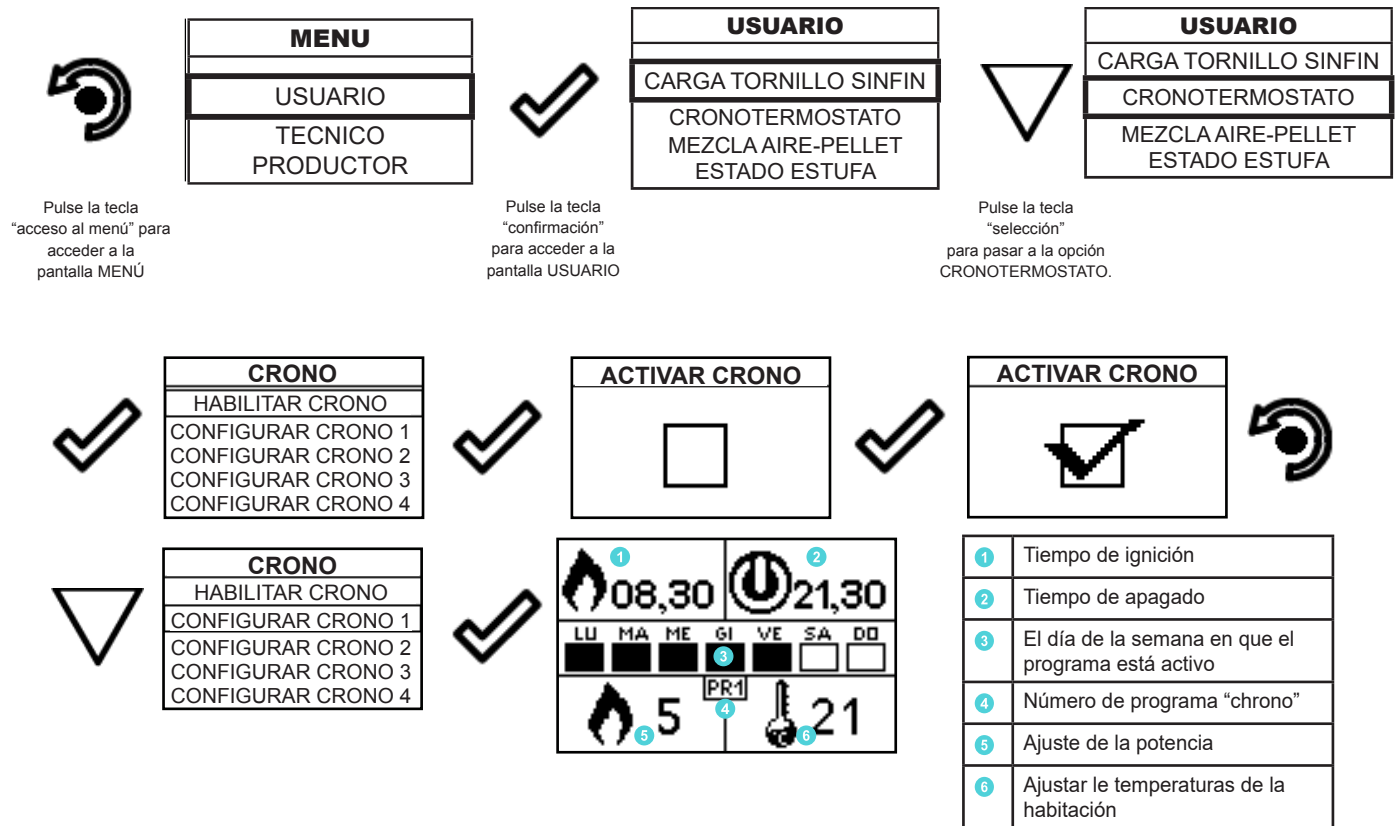 MENU
USUARIO
TECNICO
PRODUCTOR
Pulse la tecla
“acceso al menú” para
acceder a la
pantalla MENÚ
USUARIO
CARGA TORNILLO SINFIN
CRONOTERMOSTATO
MEZCLA AIRE-PELLET
ESTADO ESTUFA
Pulse la tecla
“confirmación”
para acceder a la
pantalla USUARIO
USUARIO
CARGA TORNILLO SINFIN
CRONOTERMOSTATO
MEZCLA AIRE-PELLET
ESTADO ESTUFA
Pulse la tecla
“selección”
para pasar a la opción
CRONOTERMOSTATO.
CRONO
HABILITAR CRONO
CONFIGURAR CRONO 1
CONFIGURAR CRONO 2
CONFIGURAR CRONO 3
CONFIGURAR CRONO 4
ACTIVAR CRONO
ACTIVAR CRONO
CRONO
HABILITAR CRONO
CONFIGURAR CRONO 1
CONFIGURAR CRONO 2
CONFIGURAR CRONO 3
CONFIGURAR CRONO 4
1 2
08,30 21,30
LU MA ME GI VE SA DO
3
PR1
4
5 5 6 21
1 Tiempo de ignición
2 Tiempo de apagado
3 El día de la semana en que el
programa está activo
4 Número de programa “chrono”
5 Ajuste de la potencia
6 Ajustar le temperaturas de la
habitación